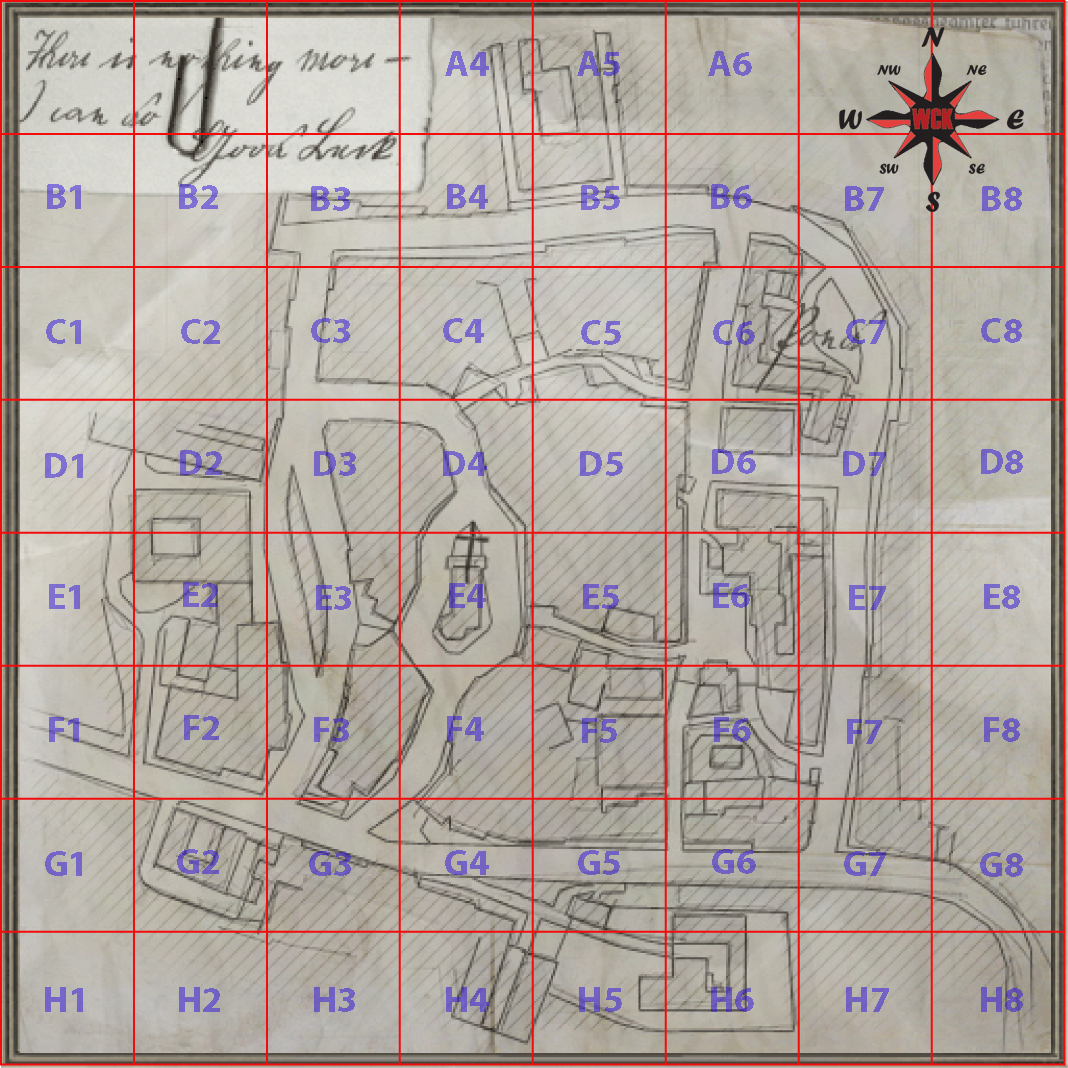 There is nothing more –
I can do
Good Luck
A4 A5 A6
N
NW NE
W WCK E
SW SE
S
B1 B2 B3 B4 B5 B6 B7 B8
C1 C2 C3 C4 C5 C6 C7 C8
D1 D2 D3 D4 D5 D6 D7 D8
E1 E2 E3 E4 E5 E6 E7 E8
F1 F2 F3 F4 F5 F6 F7 F8
G1 G2 G3 G4 G5 G6 G7 G8
H1 H2 H3 H4 H5 H6 H7 H8